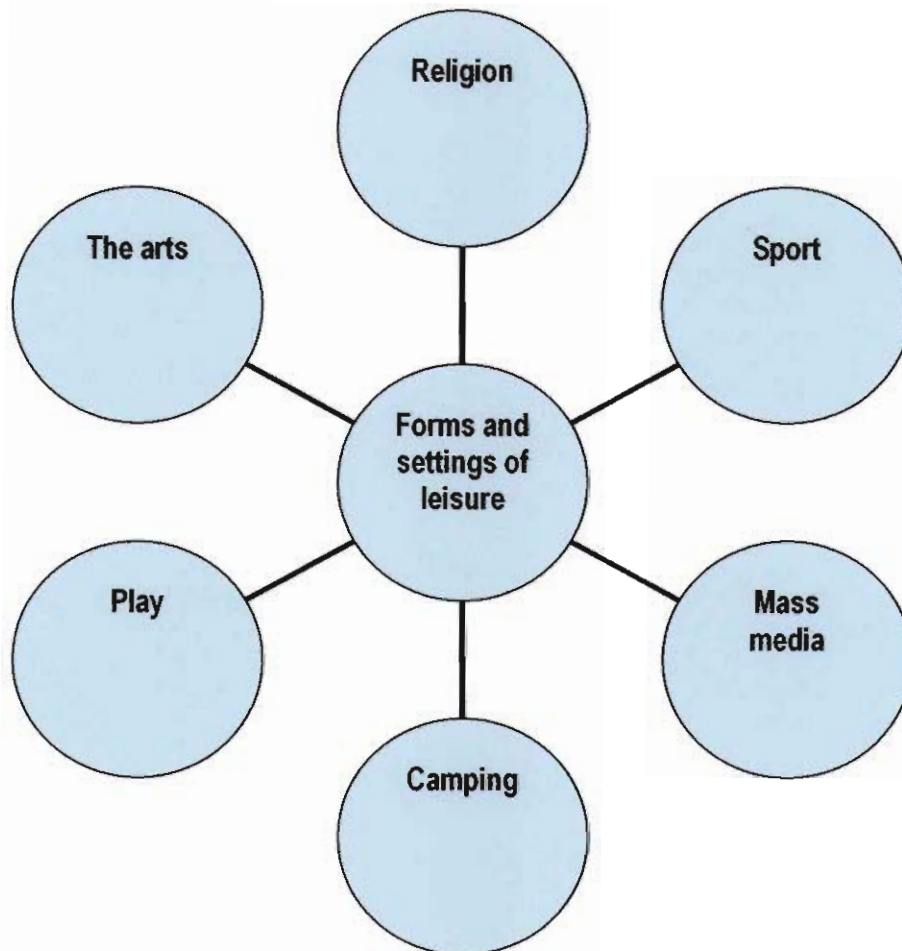 Religion
The arts
Sport
Forms and
settings of
leisure
Play
Mass
media
Camping